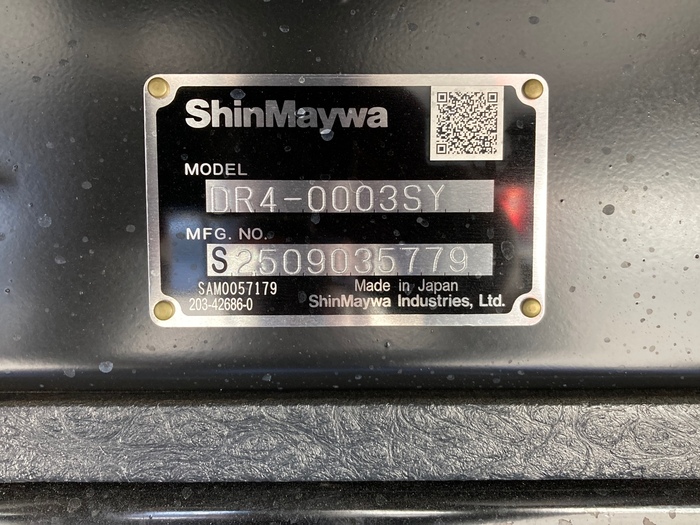 ShinMaywa
MODEL
DR4-0003SY
MFG. NO.
S2509035779
SAM0057179
Made in Japan
203-42686-0
ShinMaywa Industries, Ltd.